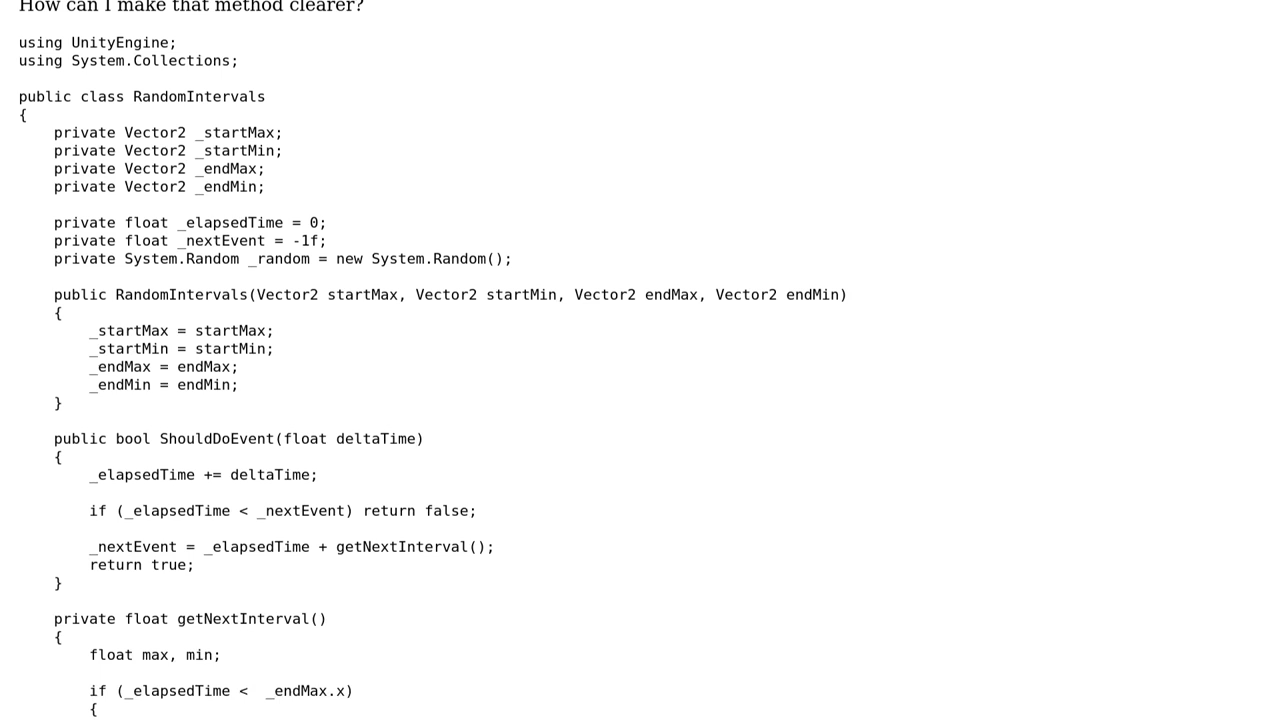 How can I make that method clearer?
using UnityEngine;
using System.Collections;
public class RandomIntervals
{
    private Vector2 _startMax;
    private Vector2 _startMin;
    private Vector2 _endMax;
    private Vector2 _endMin;
    private float _elapsedTime = 0;
    private float _nextEvent = -1f;
    private System.Random _random = new System.Random();
    public RandomIntervals(Vector2 startMax, Vector2 startMin, Vector2 endMax, Vector2 endMin)
    {
        _startMax = startMax;
        _startMin = startMin;
        _endMax = endMax;
        _endMin = endMin;
    }
    public bool ShouldDoEvent(float deltaTime)
    {
        _elapsedTime += deltaTime;
        if (_elapsedTime < _nextEvent) return false;
        _nextEvent = _elapsedTime + getNextInterval();
        return true;
    }
    private float getNextInterval()
    {
        float max, min;
        if (_elapsedTime <  _endMax.x)
        {